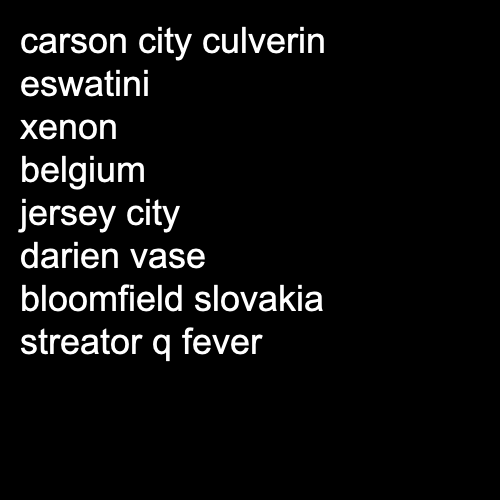 carson city culverin
eswatini
xenon
belgium
jersey city
darien vase
bloomfield slovakia
streator q fever